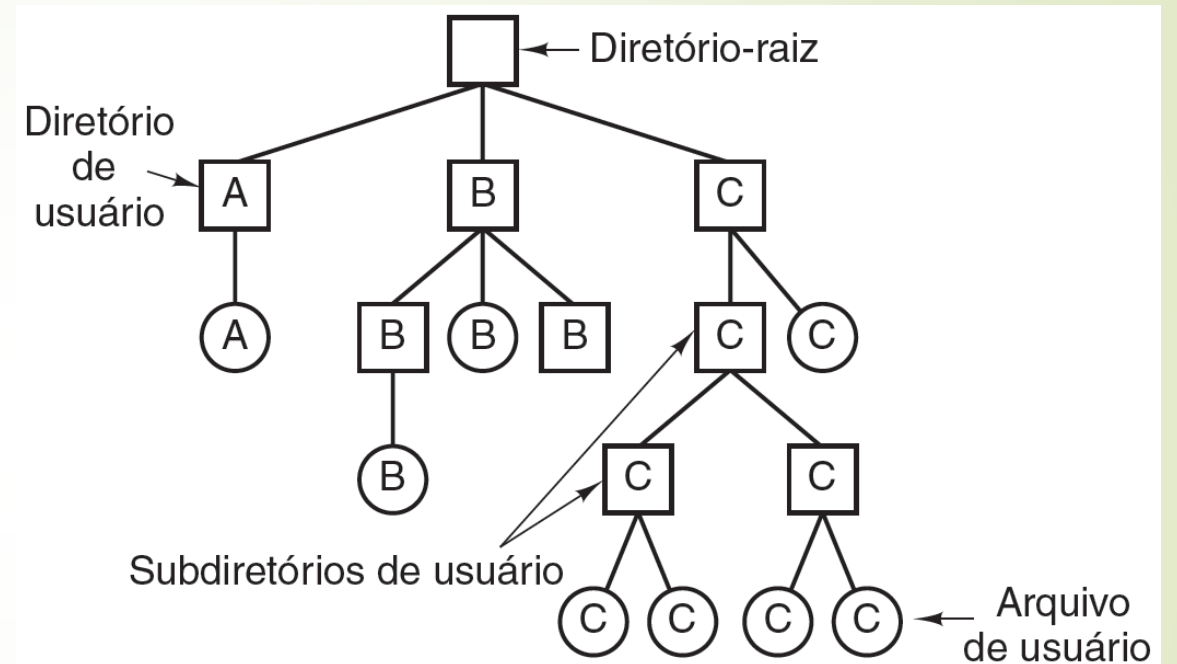 Diretório-raiz
Diretório
de
usuário
A
B
C
A
B
B
B
C
C
B
C
C
Subdiretórios de usuário
C
C
C
C
Arquivo
de usuário